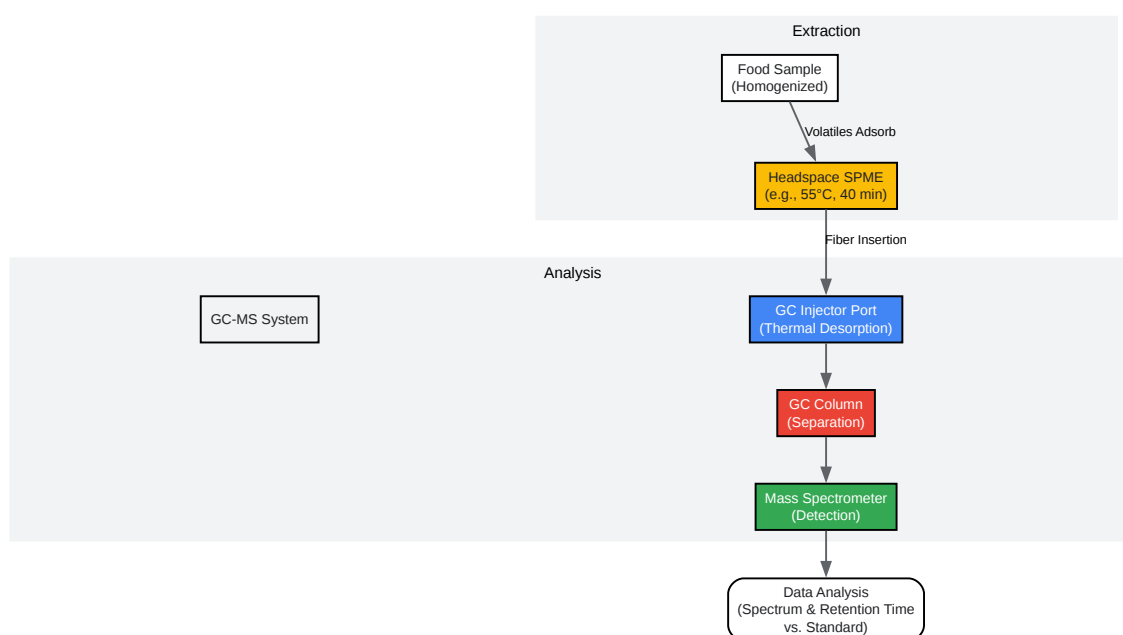 Extraction
Food Sample
(Homogenized)
Volatiles Adsorb
Headspace SPME
(e.g., 55°C, 40 min)
Fiber Insertion
Analysis
GC-MS System
GC Injector Port
(Thermal Desorption)
GC Column
(Separation)
Mass Spectrometer
(Detection)
Data Analysis
(Spectrum & Retention Time
vs. Standard)